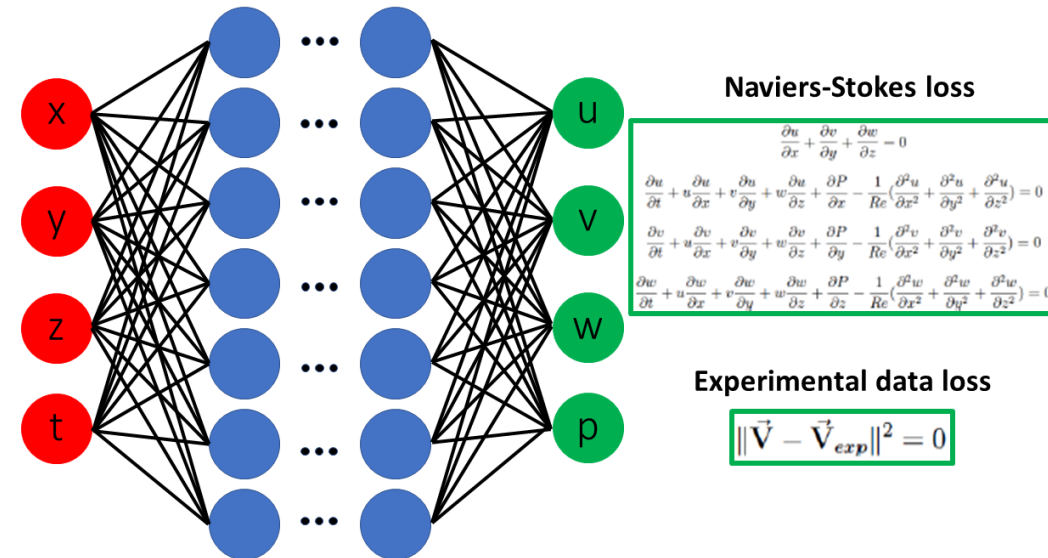 x
y
z
t
•••
•••
•••
•••
•••
•••
•••
u
v
w
p
Naviers-Stokes loss
∂u/∂x + ∂v/∂y + ∂w/∂z − 0
∂u/∂t + u ∂u/∂x + v ∂u/∂y + w ∂u/∂z + ∂P/∂x − 1/Re (∂²u/∂x² + ∂²u/∂y² + ∂²u/∂z²) = 0
∂v/∂t + u ∂v/∂x + v ∂v/∂y + w ∂v/∂z + ∂P/∂y − 1/Re (∂²v/∂x² + ∂²v/∂y² + ∂²v/∂z²) = 0
∂w/∂t + u ∂w/∂x + v ∂w/∂y + w ∂w/∂z + ∂P/∂z − 1/Re (∂²w/∂x² + ∂²w/∂y² + ∂²w/∂z²) = 0
Experimental data loss
‖V⃗ − V⃗exp‖² = 0